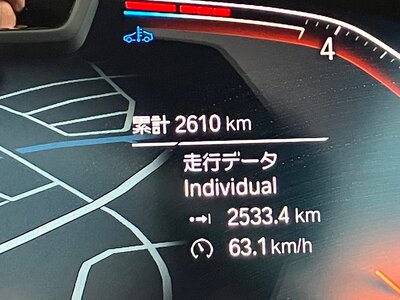 4
累計 2610 km
走行データ
Individual
2533.4 km
63.1 km/h